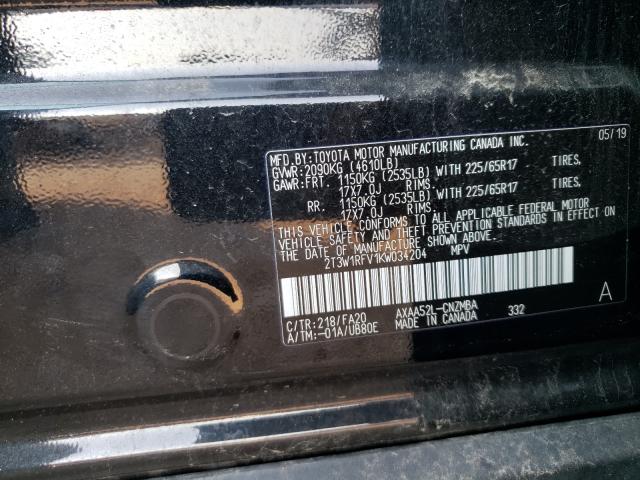 MFD.BY:TOYOTA MOTOR MANUFACTURING CANADA INC. 05/19
GVWR:2090KG (4610LB)
GAWR:FRT. 1150KG (2535LB) WITH 225/65R17 TIRES,
17X7.0J RIMS.
RR. 1150KG (2535LB) WITH 225/65R17 TIRES,
17X7.0J RIMS.
THIS VEHICLE CONFORMS TO ALL APPLICABLE FEDERAL MOTOR
VEHICLE SAFETY AND THEFT PREVENTION STANDARDS IN EFFECT ON
THE DATE OF MANUFACTURE SHOWN ABOVE.
2T3W1RFV1KW034204 MPV
C/TR:218/FA20 AXAA52L-CNZMBA 332 A
A/TM:-01A/UB80E